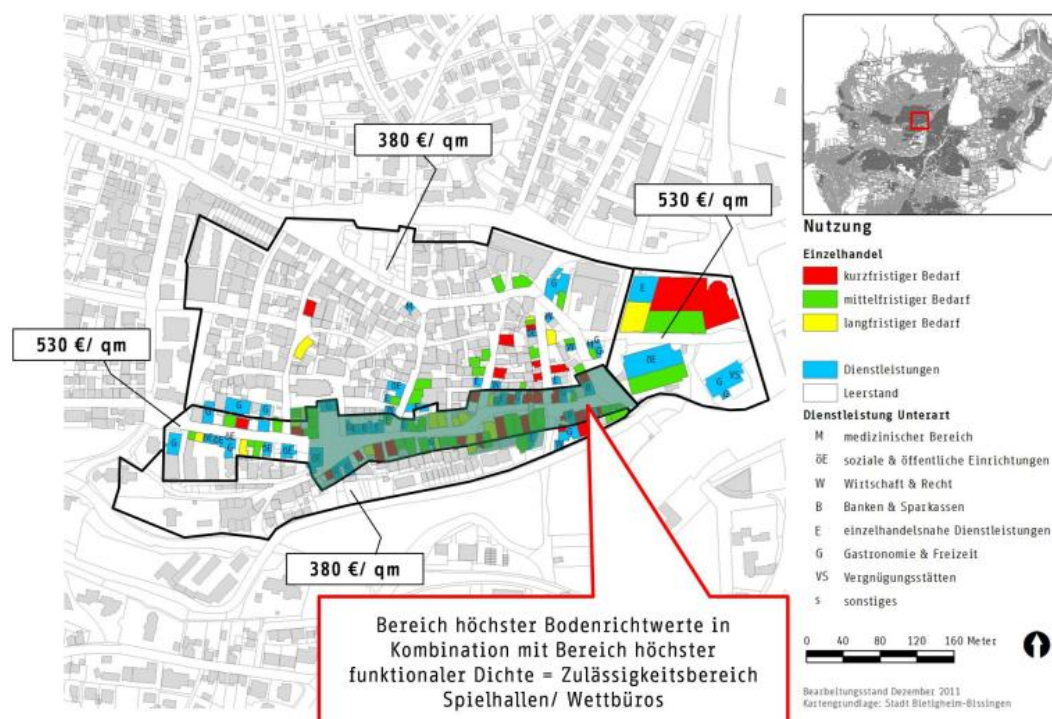 380 €/ qm
530 €/ qm
530 €/ qm
380 €/ qm
Bereich höchster Bodenrichtwerte in
Kombination mit Bereich höchster
funktionaler Dichte = Zulässigkeitsbereich
Spielhallen/ Wettbüros
Nutzung
Einzelhandel
kurzfristiger Bedarf
mittelfristiger Bedarf
langfristiger Bedarf
Dienstleistungen
Leerstand
Dienstleistung Unterart
M medizinischer Bereich
öE soziale & öffentliche Einrichtungen
W Wirtschaft & Recht
B Banken & Sparkassen
E einzelhandelsnahe Dienstleistungen
G Gastronomie & Freizeit
VS Vergnügungsstätten
s sonstiges
0 40 80 120 160 Meter
Bearbeitungsstand Dezember 2011
Kartengrundlage: Stadt Bietigheim-Bissingen